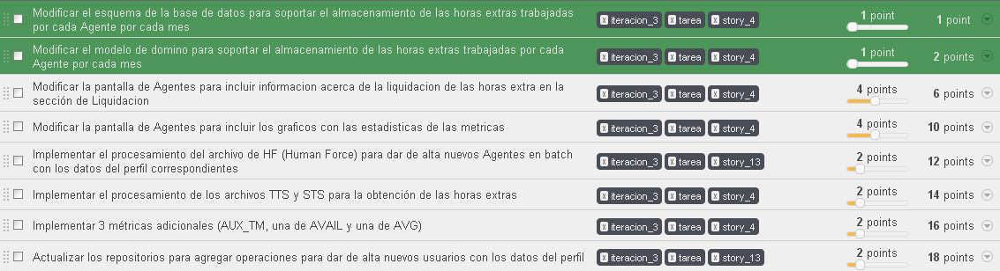 Modificar el esquema de la base de datos para soportar el almacenamiento de las horas extras trabajadas
por cada Agente por cada mes
x iteracion_3 x tarea x story_4
1 point
1 point
Modificar el modelo de domino para soportar el almacenamiento de las horas extras trabajadas por cada
Agente por cada mes
x iteracion_3 x tarea x story_4
1 point
2 points
Modificar la pantalla de Agentes para incluir informacion acerca de la liquidacion de las horas extra en la
sección de Liquidacion
x iteracion_3 x tarea x story_4
4 points
6 points
Modificar la pantalla de Agentes para incluir los graficos con las estadisticas de las metricas
x iteracion_3 x tarea x story_4
4 points
10 points
Implementar el procesamiento del archivo de HF (Human Force) para dar de alta nuevos Agentes en batch
con los datos del perfil correspondientes
x iteracion_3 x tarea x story_13
2 points
12 points
Implementar el procesamiento de los archivos TTS y STS para la obtención de las horas extras
x iteracion_3 x tarea x story_4
2 points
14 points
Implementar 3 métricas adicionales (AUX_TM, una de AVAIL y una de AVG)
x iteracion_3 x tarea x story_4
2 points
16 points
Actualizar los repositorios para agregar operaciones para dar de alta nuevos usuarios con los datos del perfil
x iteracion_3 x tarea x story_13
2 points
18 points